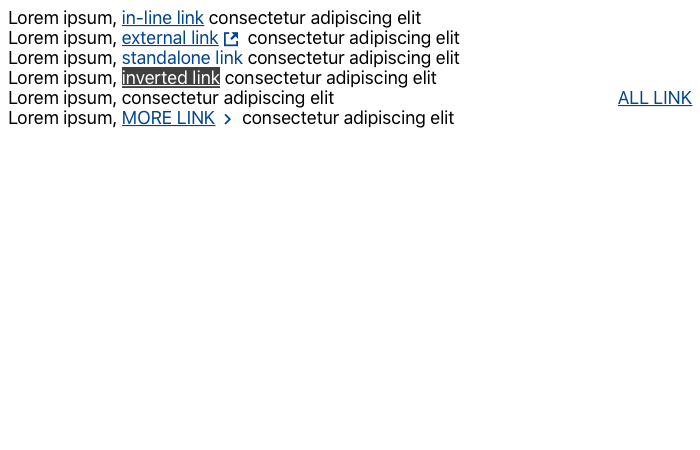 Lorem ipsum, in-line link consectetur adipiscing elit
Lorem ipsum, external link consectetur adipiscing elit
Lorem ipsum, standalone link consectetur adipiscing elit
Lorem ipsum, inverted link consectetur adipiscing elit
Lorem ipsum, consectetur adipiscing elit ALL LINK
Lorem ipsum, MORE LINK consectetur adipiscing elit